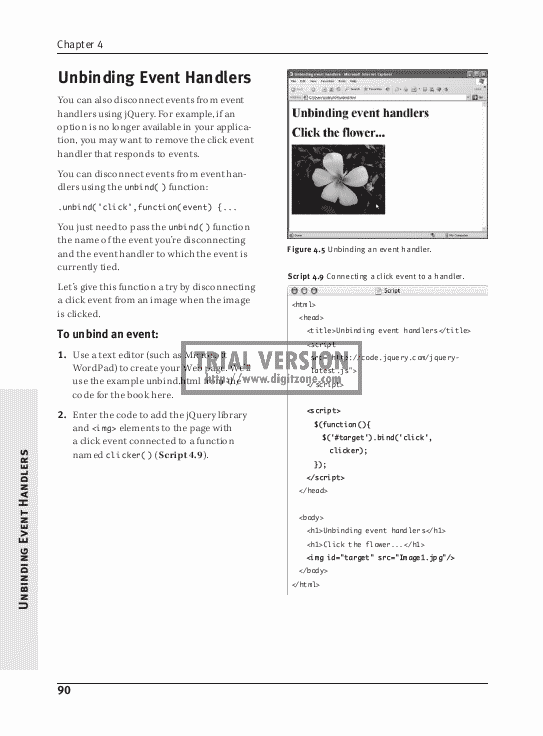 Chapter 4
Unbinding Event Handlers
You can also disconnect events from event
handlers using jQuery. For example, if an
option is no longer available in your applica-
tion, you may want to remove the click event
handler that responds to events.
You can disconnect events from event han-
dlers using the unbind( ) function:
.unbind('click',function(event) {...
You just need to pass the unbind( ) function
the name of the event you're disconnecting
and the event handler to which the event is
currently tied.
Let's give this function a try by disconnecting
a click event from an image when the image
is clicked.
To unbind an event:
1. Use a text editor (such as Microsoft
WordPad) to create your Web page. We'll
use the example unbind.html from the
code for the book here.
2. Enter the code to add the jQuery library
and <img> elements to the page with
a click event connected to a function
named clicker() (Script 4.9).
Unbinding event handlers - Microsoft Internet Explorer
Unbinding event handlers
Click the flower...
Figure 4.5 Unbinding an event handler.
Script 4.9 Connecting a click event to a handler.
Script
<html>
<head>
<title>Unbinding event handlers</title>
<script
src="http://code.jquery.com/jquery-
latest.js">
</script>
<script>
$(function(){
$('#target').bind('click',
clicker);
});
</script>
</head>
<body>
<h1>Unbinding event handlers</h1>
<h1>Click the flower...</h1>
<img id="target" src="Image1.jpg"/>
</body>
</html>
TRIAL VERSION
http://www.digitzone.com
Unbinding Event Handlers
90